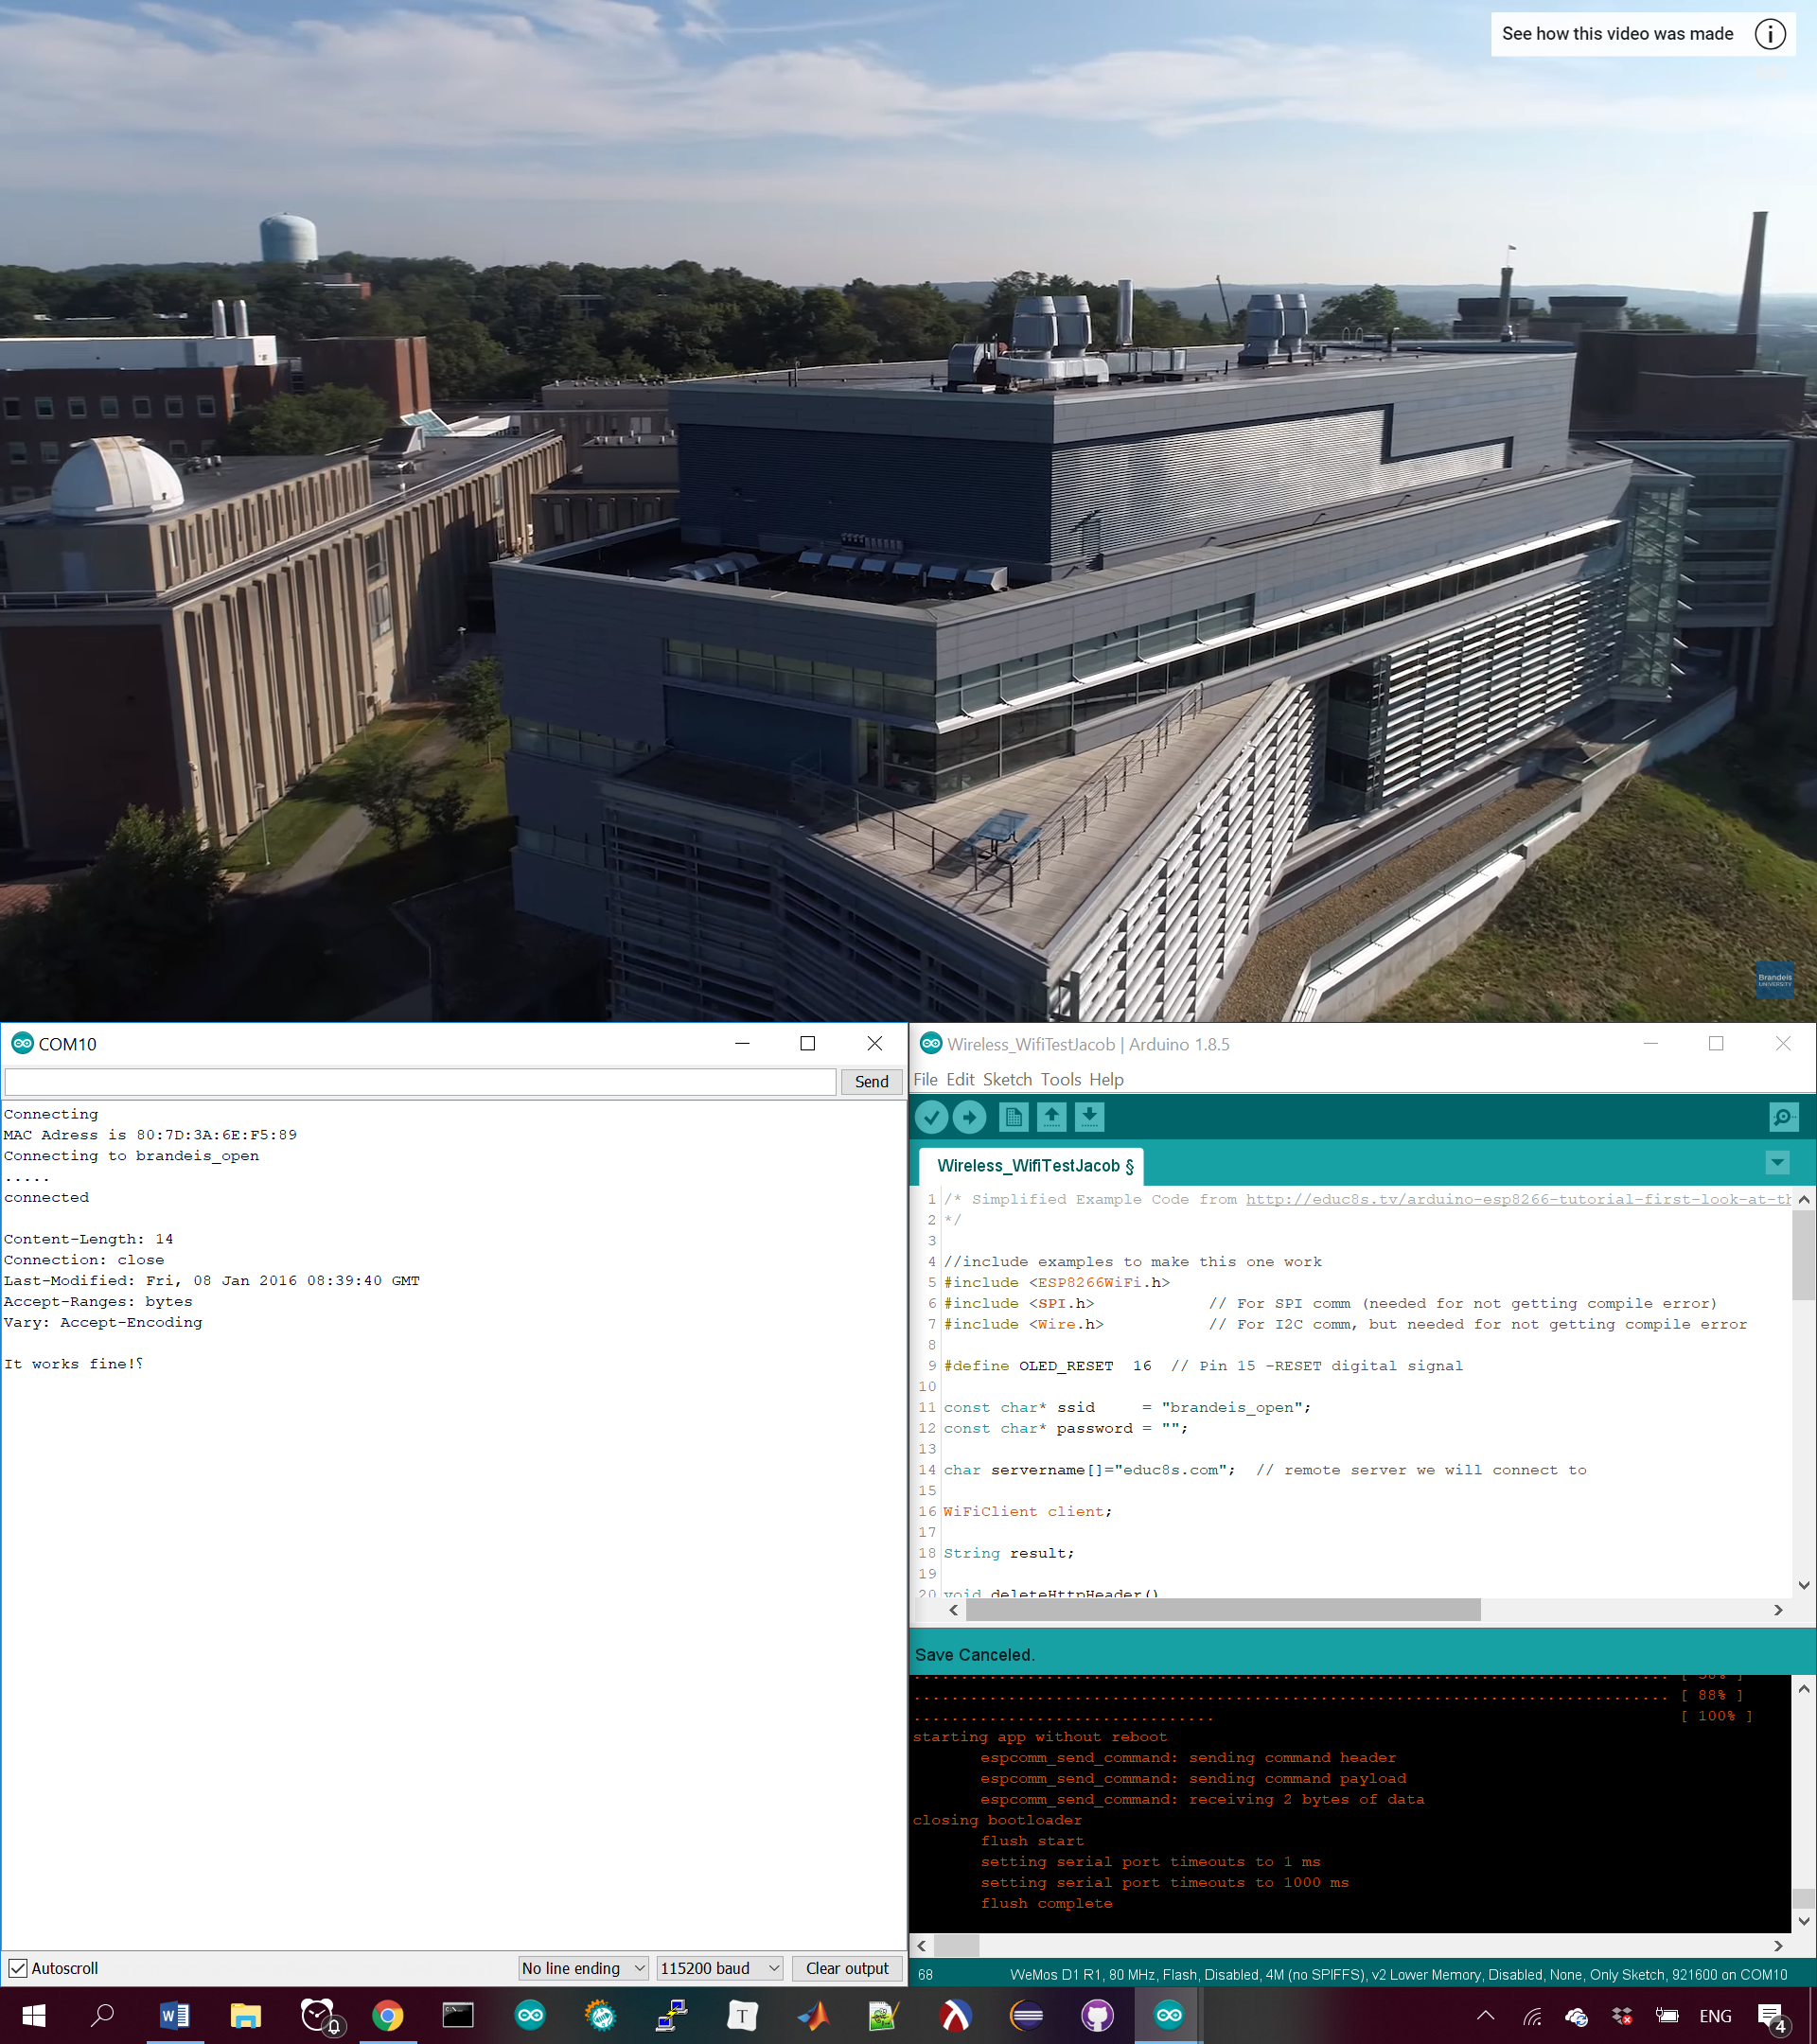 See how this video was made
Brandeis
UNIVERSITY
COM10
Send
Connecting
MAC Adress is 80:7D:3A:6E:F5:89
Connecting to brandeis_open
.....
connected
Content-Length: 14
Connection: close
Last-Modified: Fri, 08 Jan 2016 08:39:40 GMT
Accept-Ranges: bytes
Vary: Accept-Encoding
It works fine!⸮
Autoscroll
No line ending
115200 baud
Clear output
Wireless_WifiTestJacob | Arduino 1.8.5
File Edit Sketch Tools Help
Wireless_WifiTestJacob §
1 /* Simplified Example Code from http://educ8s.tv/arduino-esp8266-tutorial-first-look-at-th
2 */
3
4 //include examples to make this one work
5 #include <ESP8266WiFi.h>
6 #include <SPI.h> // For SPI comm (needed for not getting compile error)
7 #include <Wire.h> // For I2C comm, but needed for not getting compile error
8
9 #define OLED_RESET 16 // Pin 15 -RESET digital signal
10
11 const char* ssid = "brandeis_open";
12 const char* password = "";
13
14 char servername[]="educ8s.com"; // remote server we will connect to
15
16 WiFiClient client;
17
18 String result;
19
20 void deleteHttpHeader()
Save Canceled.
................................................................................ [ 88% ]
................................ [ 100% ]
starting app without reboot
espcomm_send_command: sending command header
espcomm_send_command: sending command payload
espcomm_send_command: receiving 2 bytes of data
closing bootloader
flush start
setting serial port timeouts to 1 ms
setting serial port timeouts to 1000 ms
flush complete
68 WeMos D1 R1, 80 MHz, Flash, Disabled, 4M (no SPIFFS), v2 Lower Memory, Disabled, None, Only Sketch, 921600 on COM10
T
ENG
4